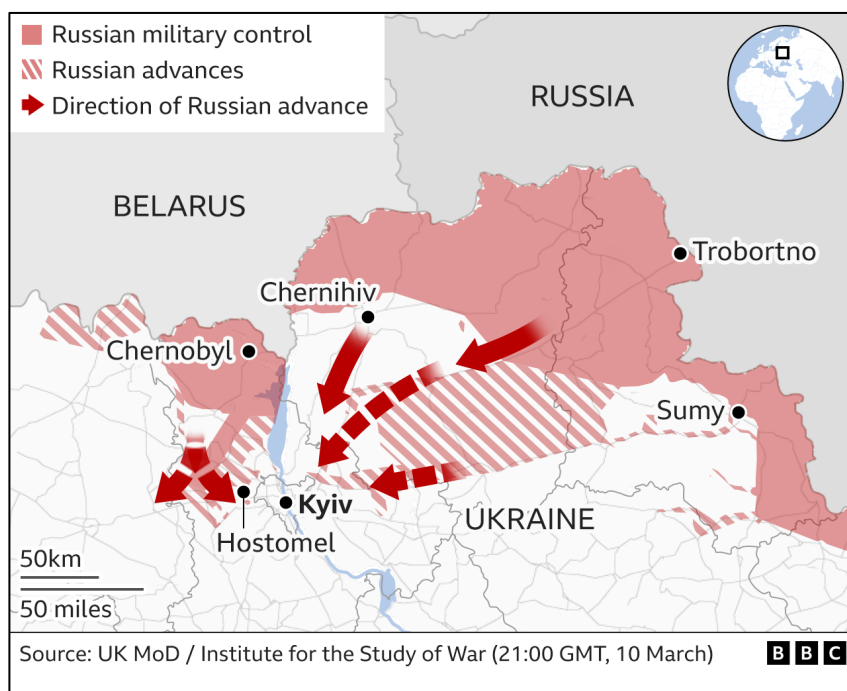 Russian military control
Russian advances
Direction of Russian advance
RUSSIA
BELARUS
Trobortno
Chernihiv
Chernobyl
Sumy
Kyiv
UKRAINE
Hostomel
50km
50 miles
Source: UK MoD / Institute for the Study of War (21:00 GMT, 10 March)
BBC